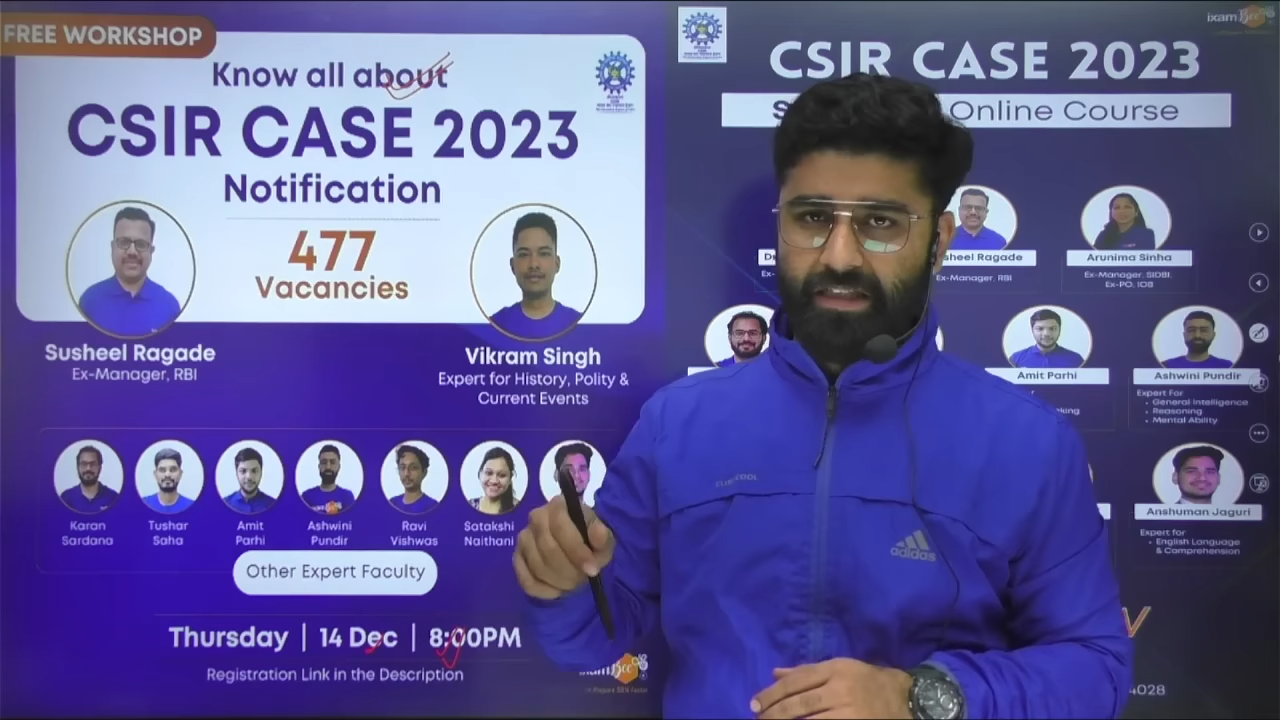 FREE WORKSHOP
Know all about
CSIR CASE 2023
Notification
477
Vacancies
Susheel Ragade
Ex-Manager, RBI
Vikram Singh
Expert for History, Polity &
Current Events
Karan
Sardana
Tushar
Saha
Amit
Parhi
Ashwini
Pundir
Ravi
Vishwas
Satakshi
Naithani
Other Expert Faculty
Thursday | 14 Dec | 8:00PM
Registration Link in the Description
ixamBee
ixamBee
CSIR CASE 2023
Online Course
sheel Ragade
Ex-Manager, RBI
Arunima Sinha
Ex-Manager, SIDBI,
Ex-PO, IOB
Amit Parhi
Ashwini Pundir
Expert For
• General Intelligence
• Reasoning
• Mental Ability
Anshuman Jaguri
Expert for
• English Language
& Comprehension
4028
adidas